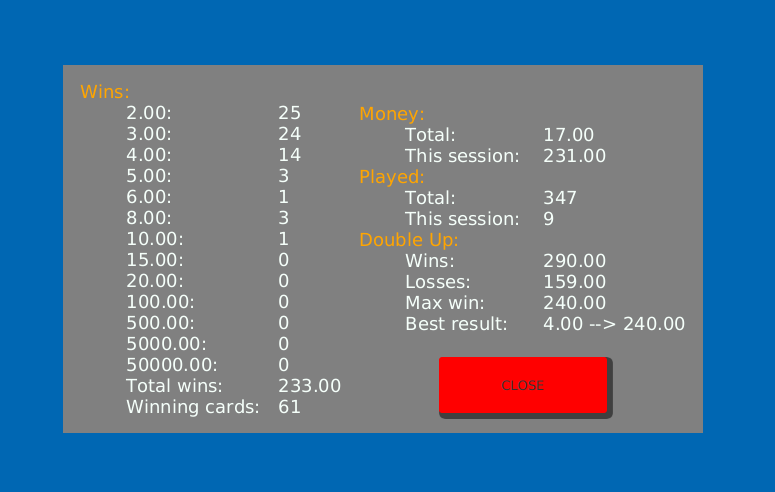 Wins:
2.00: 25
3.00: 24
4.00: 14
5.00: 3
6.00: 1
8.00: 3
10.00: 1
15.00: 0
20.00: 0
100.00: 0
500.00: 0
5000.00: 0
50000.00: 0
Total wins: 233.00
Winning cards: 61
Money:
Total: 17.00
This session: 231.00
Played:
Total: 347
This session: 9
Double Up:
Wins: 290.00
Losses: 159.00
Max win: 240.00
Best result: 4.00 --> 240.00
CLOSE